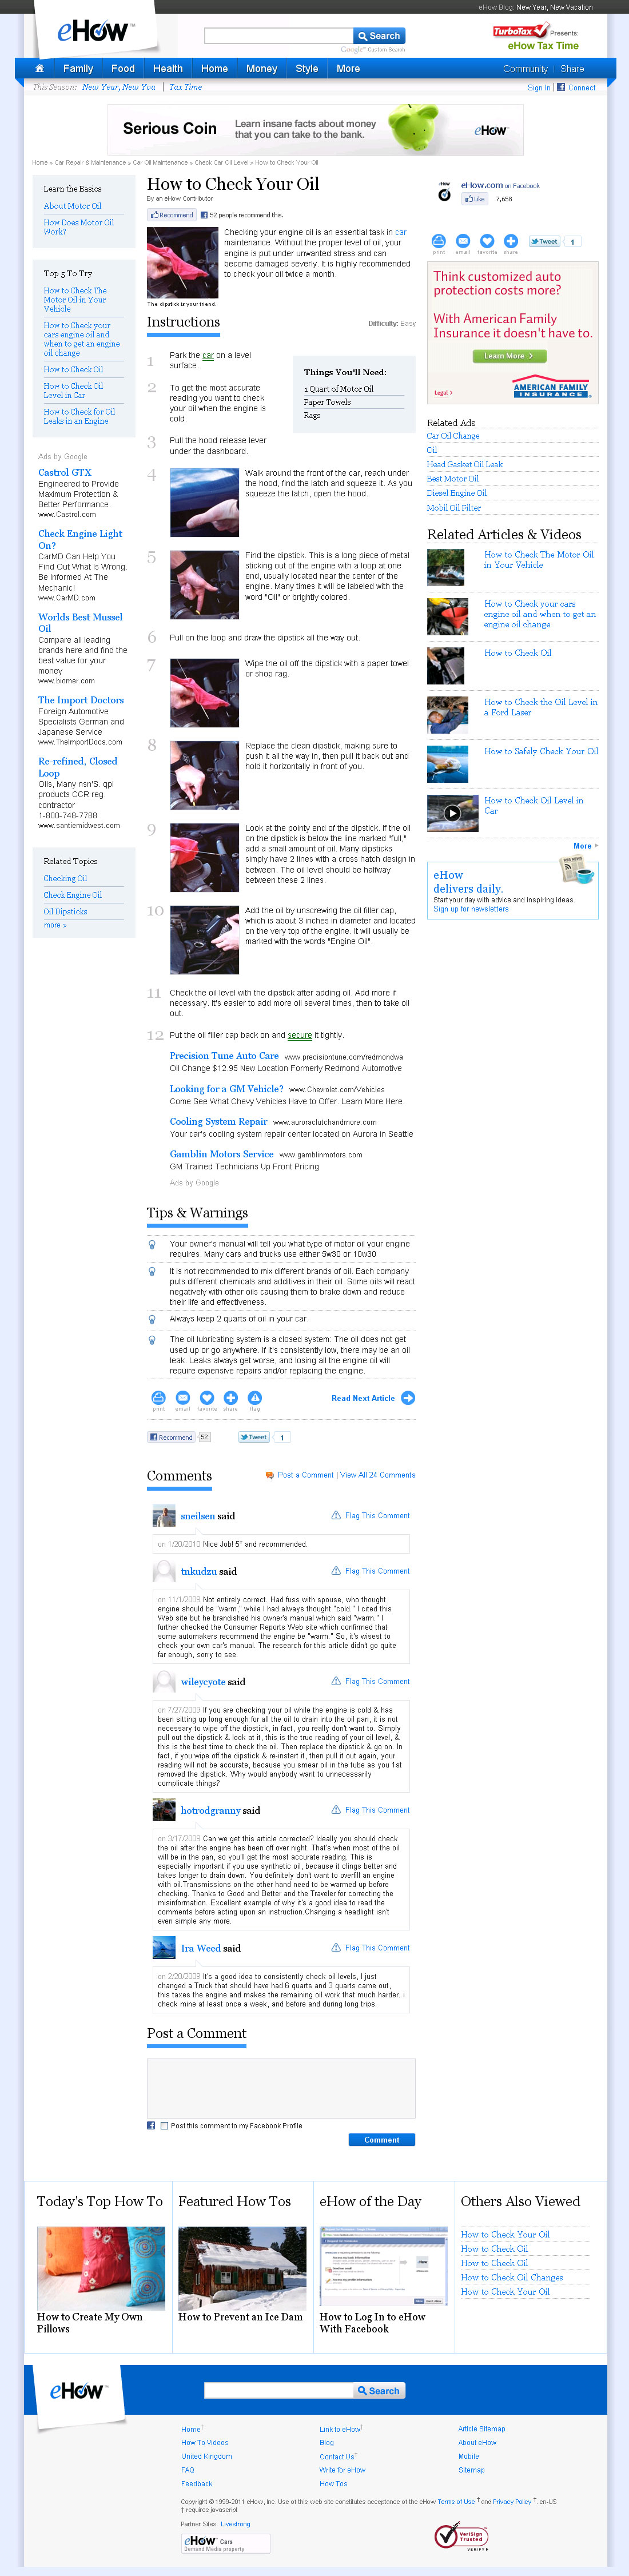 eHow Blog: New Year, New Vacation
eHow™
Search
Google™ Custom Search
TurboTax Presents:
eHow Tax Time
Family Food Health Home Money Style More
Community Share
This Season: New Year, New You | Tax Time
Sign In | Connect
Serious Coin
Learn insane facts about money
that you can take to the bank.
eHow
Home » Car Repair & Maintenance » Car Oil Maintenance » Check Car Oil Level » How to Check Your Oil
Learn the Basics
About Motor Oil
How Does Motor Oil
Work?
Top 5 To Try
How to Check The
Motor Oil in Your
Vehicle
How to Check your
cars engine oil and
when to get an engine
oil change
How to Check Oil
How to Check Oil
Level in Car
How to Check for Oil
Leaks in an Engine
Ads by Google
Castrol GTX
Engineered to Provide
Maximum Protection &
Better Performance.
www.Castrol.com
Check Engine Light
On?
CarMD Can Help You
Find Out What Is Wrong.
Be Informed At The
Mechanic!
www.CarMD.com
Worlds Best Mussel
Oil
Compare all leading
brands here and find the
best value for your
money
www.biomer.com
The Import Doctors
Foreign Automotive
Specialists German and
Japanese Service
www.TheImportDocs.com
Re-refined, Closed
Loop
Oils, Many nsn'S. qpl
products CCR reg.
contractor
1-800-748-7788
www.santiemidwest.com
Related Topics
Checking Oil
Check Engine Oil
Oil Dipsticks
more »
How to Check Your Oil
By an eHow Contributor
Recommend 52 people recommend this.
Checking your engine oil is an essential task in car
maintenance. Without the proper level of oil, your
engine is put under unwanted stress and can
become damaged severely. It is highly recommended
to check your oil twice a month.
The dipstick is your friend.
Instructions
Difficulty: Easy
Things You'll Need:
1 Quart of Motor Oil
Paper Towels
Rags
1 Park the car on a level
surface.
2 To get the most accurate
reading you want to check
your oil when the engine is
cold.
3 Pull the hood release lever
under the dashboard.
4 Walk around the front of the car, reach under
the hood, find the latch and squeeze it. As you
squeeze the latch, open the hood.
5 Find the dipstick. This is a long piece of metal
sticking out of the engine with a loop at one
end, usually located near the center of the
engine. Many times it will be labeled with the
word "Oil" or brightly colored.
6 Pull on the loop and draw the dipstick all the way out.
7 Wipe the oil off the dipstick with a paper towel
or shop rag.
8 Replace the clean dipstick, making sure to
push it all the way in, then pull it back out and
hold it horizontally in front of you.
9 Look at the pointy end of the dipstick. If the oil
on the dipstick is below the line marked "full,"
add a small amount of oil. Many dipsticks
simply have 2 lines with a cross hatch design in
between. The oil level should be halfway
between these 2 lines.
10 Add the oil by unscrewing the oil filler cap,
which is about 3 inches in diameter and located
on the very top of the engine. It will usually be
marked with the words "Engine Oil".
11 Check the oil level with the dipstick after adding oil. Add more if
necessary. It's easier to add more oil several times, then to take oil
out.
12 Put the oil filler cap back on and secure it tightly.
Precision Tune Auto Care www.precisiontune.com/redmondwa
Oil Change $12.95 New Location Formerly Redmond Automotive
Looking for a GM Vehicle? www.Chevrolet.com/Vehicles
Come See What Chevy Vehicles Have to Offer. Learn More Here.
Cooling System Repair www.auroraclutchandmore.com
Your car's cooling system repair center located on Aurora in Seattle
Gamblin Motors Service www.gamblinmotors.com
GM Trained Technicians Up Front Pricing
Ads by Google
Tips & Warnings
Your owner's manual will tell you what type of motor oil your engine
requires. Many cars and trucks use either 5w30 or 10w30
It is not recommended to mix different brands of oil. Each company
puts different chemicals and additives in their oil. Some oils will react
negatively with other oils causing them to brake down and reduce
their life and effectiveness.
Always keep 2 quarts of oil in your car.
The oil lubricating system is a closed system: The oil does not get
used up or go anywhere. If it's consistently low, there may be an oil
leak. Leaks always get worse, and losing all the engine oil will
require expensive repairs and/or replacing the engine.
print email favorite share flag
Read Next Article
Recommend 52 Tweet 1
Comments
Post a Comment | View All 24 Comments
sneilsen said
Flag This Comment
on 1/20/2010 Nice Job! 5* and recommended.
tnkudzu said
Flag This Comment
on 11/1/2009 Not entirely correct. Had fuss with spouse, who thought
engine should be "warm," while I had always thought "cold." I cited this
Web site but he brandished his owner's manual which said "warm." I
further checked the Consumer Reports Web site which confirmed that
some automakers recommend the engine be "warm." So, it's wisest to
check your own car's manual. The research for this article didn't go quite
far enough, sorry to see.
wileycyote said
Flag This Comment
on 7/27/2009 If you are checking your oil while the engine is cold & has
been sitting up long enough for all the oil to drain into the oil pan, it is not
necessary to wipe off the dipstick, in fact, you really don't want to. Simply
pull out the dipstick & look at it, this is the true reading of your oil level, &
this is the best time to check the oil. Then replace the dipstick & go on. In
fact, if you wipe off the dipstick & re-instert it, then pull it out again, your
reading will not be accurate, because you smear oil in the tube as you 1st
removed the dipstick. Why would anybody want to unnecessarily
complicate things?
hotrodgranny said
Flag This Comment
on 3/17/2009 Can we get this article corrected? Ideally you should check
the oil after the engine has been off over night. That's when most of the oil
will be in the pan, so you'll get the most accurate reading. This is
especially important if you use synthetic oil, because it clings better and
takes longer to drain down. You definitely don't want to overfill an engine
with oil.Transmissions on the other hand need to be warmed up before
checking. Thanks to Good and Better and the Traveler for correcting the
misinformation. Excellent example of why it's a good idea to read the
comments before acting upon an instruction.Changing a headlight isn't
even simple any more.
Ira Weed said
Flag This Comment
on 2/20/2009 It's a good idea to consistently check oil levels, I just
changed a Truck that should have had 6 quarts and 3 quarts came out,
this taxes the engine and makes the remaining oil work that much harder. i
check mine at least once a week, and before and during long trips.
Post a Comment
Post this comment to my Facebook Profile
Comment
eHow.com on Facebook
Like 7,658
print email favorite share
Tweet 1
Think customized auto
protection costs more?
With American Family
Insurance it doesn't have to.
Learn More >
Legal >
AMERICAN FAMILY
INSURANCE
Related Ads
Car Oil Change
Oil
Head Gasket Oil Leak
Best Motor Oil
Diesel Engine Oil
Mobil Oil Filter
Related Articles & Videos
How to Check The Motor Oil
in Your Vehicle
How to Check your cars
engine oil and when to get an
engine oil change
How to Check Oil
How to Check the Oil Level in
a Ford Laser
How to Safely Check Your Oil
How to Check Oil Level in
Car
More »
eHow
delivers daily.
Start your day with advice and inspiring ideas.
Sign up for newsletters
Today's Top How To
How to Create My Own
Pillows
Featured How Tos
How to Prevent an Ice Dam
eHow of the Day
How to Log In to eHow
With Facebook
Others Also Viewed
How to Check Your Oil
How to Check Oil
How to Check Oil
How to Check Oil Changes
How to Check Your Oil
eHow™
Search
Home†
How To Videos
United Kingdom
FAQ
Feedback
Link to eHow†
Blog
Contact Us†
Write for eHow
How Tos
Article Sitemap
About eHow
Mobile
Sitemap
Copyright © 1999-2011 eHow, Inc. Use of this web site constitutes acceptance of the eHow Terms of Use † and Privacy Policy †. en-US
† requires javascript
Partner Sites Livestrong
eHow Cars
Demand Media property
VeriSign
Trusted
VERIFY